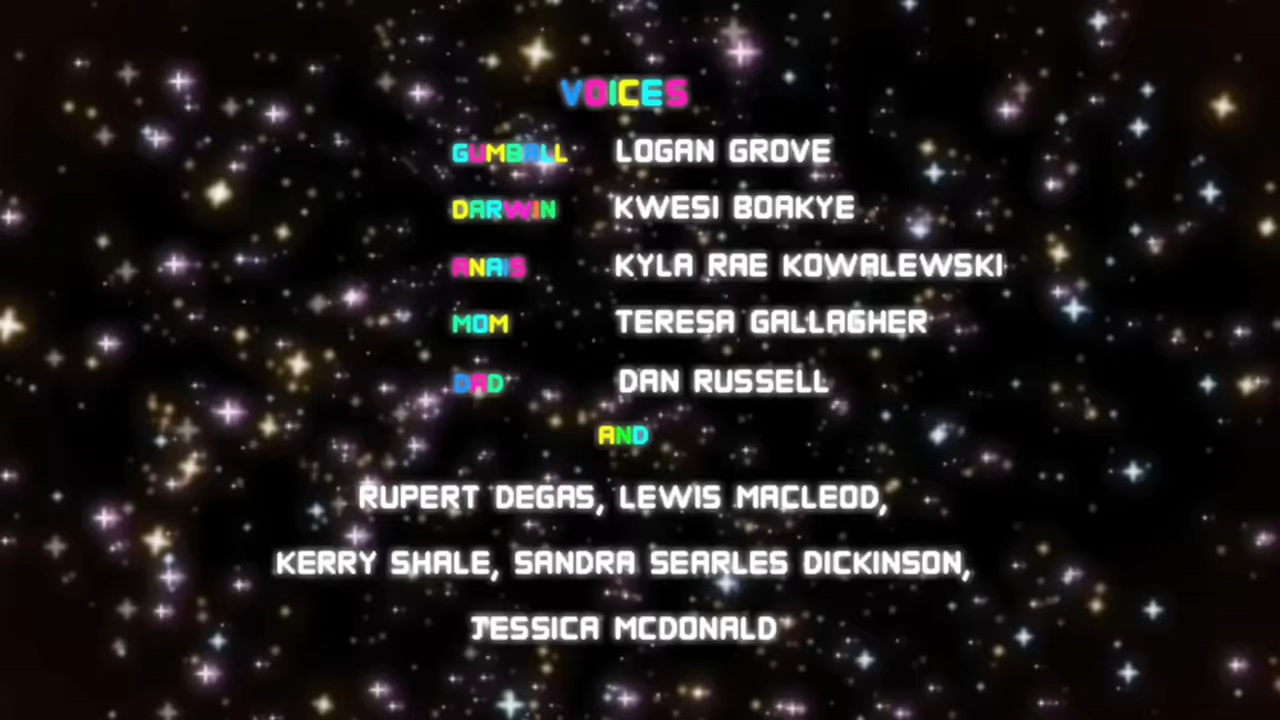 VOICES
GUMBALL LOGAN GROVE
DARWIN KWESI BOAKYE
ANAIS KYLA RAE KOWALEWSKI
MOM TERESA GALLAGHER
DAD DAN RUSSELL
AND
RUPERT DEGAS, LEWIS MACLEOD,
KERRY SHALE, SANDRA SEARLES DICKINSON,
JESSICA MCDONALD